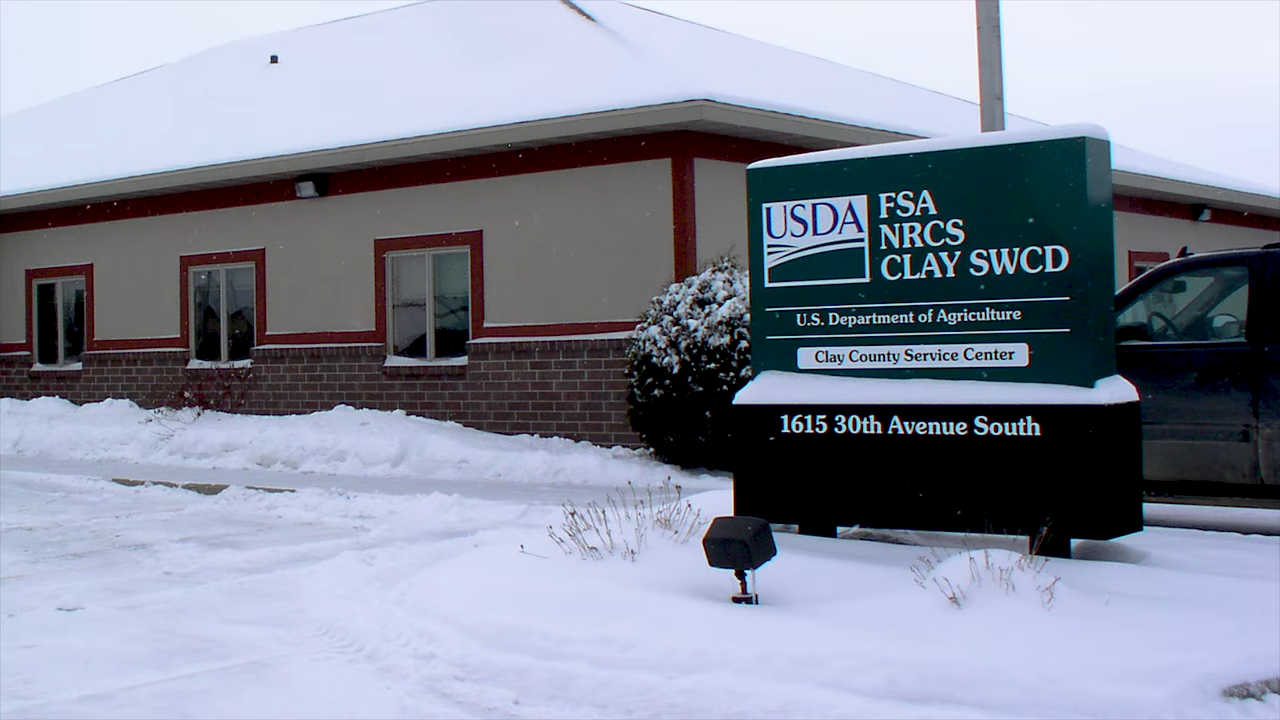 USDA
FSA
NRCS
CLAY SWCD
U.S. Department of Agriculture
Clay County Service Center
1615 30th Avenue South